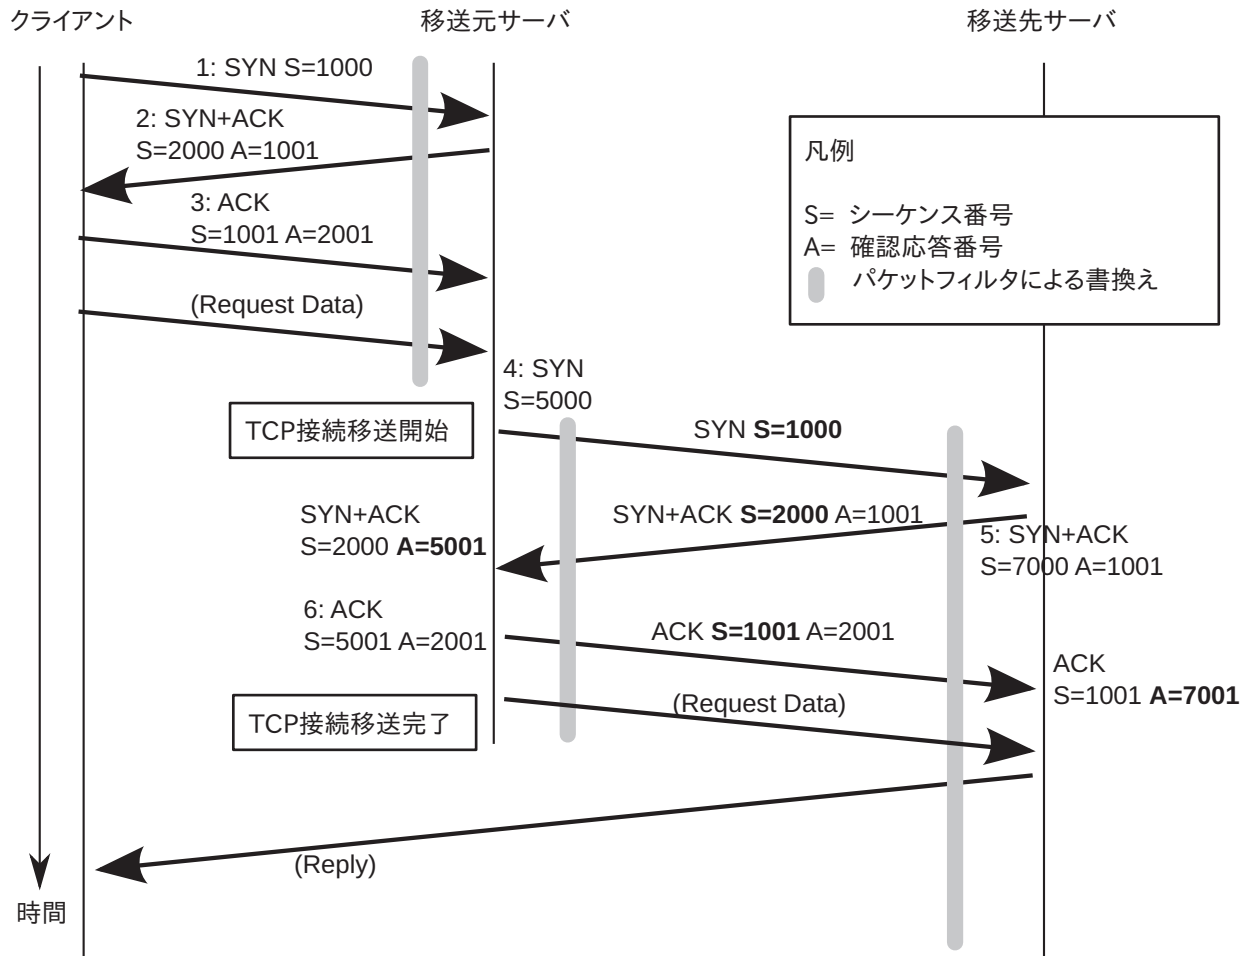 クライアント
移送元サーバ
移送先サーバ
1: SYN S=1000
2: SYN+ACK
S=2000 A=1001
3: ACK
S=1001 A=2001
(Request Data)
凡例
S= シーケンス番号
A= 確認応答番号
パケットフィルタによる書換え
4: SYN
S=5000
TCP接続移送開始
SYN S=1000
SYN+ACK
S=2000 A=5001
SYN+ACK S=2000 A=1001
5: SYN+ACK
S=7000 A=1001
6: ACK
S=5001 A=2001
ACK S=1001 A=2001
ACK
S=1001 A=7001
TCP接続移送完了
(Request Data)
(Reply)
時間